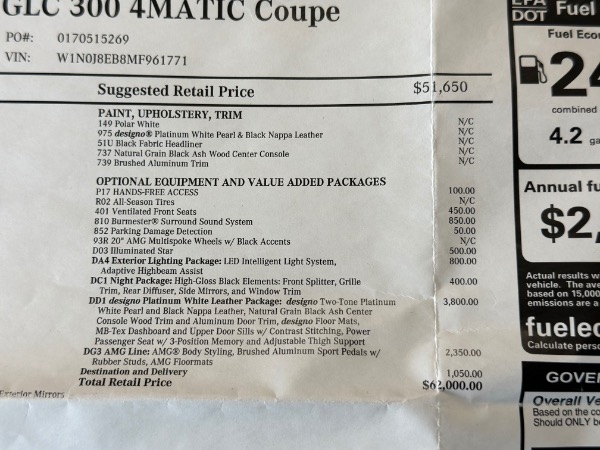 GLC 300 4MATIC Coupe
PO#: 0170515269
VIN: W1N0J8EB8MF961771
Suggested Retail Price $51,650
PAINT, UPHOLSTERY, TRIM
149 Polar White N/C
975 designo® Platinum White Pearl & Black Nappa Leather N/C
51U Black Fabric Headliner N/C
737 Natural Grain Black Ash Wood Center Console N/C
739 Brushed Aluminum Trim N/C
OPTIONAL EQUIPMENT AND VALUE ADDED PACKAGES
P17 HANDS-FREE ACCESS 100.00
R02 All-Season Tires N/C
401 Ventilated Front Seats 450.00
810 Burmester® Surround Sound System 850.00
852 Parking Damage Detection 50.00
93R 20" AMG Multispoke Wheels w/ Black Accents N/C
D03 Illuminated Star 500.00
DA4 Exterior Lighting Package: LED Intelligent Light System, 800.00
Adaptive Highbeam Assist
DC1 Night Package: High-Gloss Black Elements: Front Splitter, Grille 400.00
Trim, Rear Diffuser, Side Mirrors, and Window Trim
DD1 designo Platinum White Leather Package: designo Two-Tone Platinum 3,800.00
White Pearl and Black Nappa Leather, Natural Grain Black Ash Center
Console Wood Trim and Aluminum Door Trim, designo Floor Mats,
MB-Tex Dashboard and Upper Door Sills w/ Contrast Stitching, Power
Passenger Seat w/ 3-Position Memory and Adjustable Thigh Support
DG3 AMG Line: AMG® Body Styling, Brushed Aluminum Sport Pedals w/ 2,350.00
Rubber Studs, AMG Floormats
Destination and Delivery 1,050.00
Total Retail Price $62,000.00
Exterior Mirrors
EPA
DOT Fuel
Fuel Econ
24
combined
4.2 ga
Annual fu
$2,
Actual results w
vehicle. The ave
based on 15,000
emissions are a
fuelec
Calculate perso
GOVER
Overall Ve
Based on the co
Should ONLY b